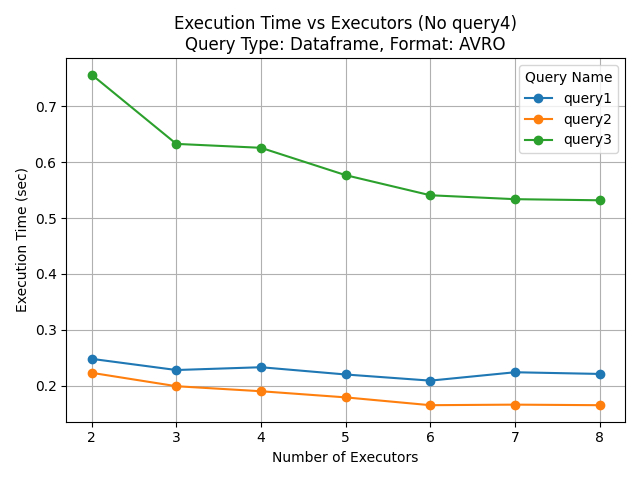 Execution Time vs Executors (No query4)
Query Type: Dataframe, Format: AVRO
Query Name
query1
query2
query3
Execution Time (sec)
0.7
0.6
0.5
0.4
0.3
0.2
2 3 4 5 6 7 8
Number of Executors